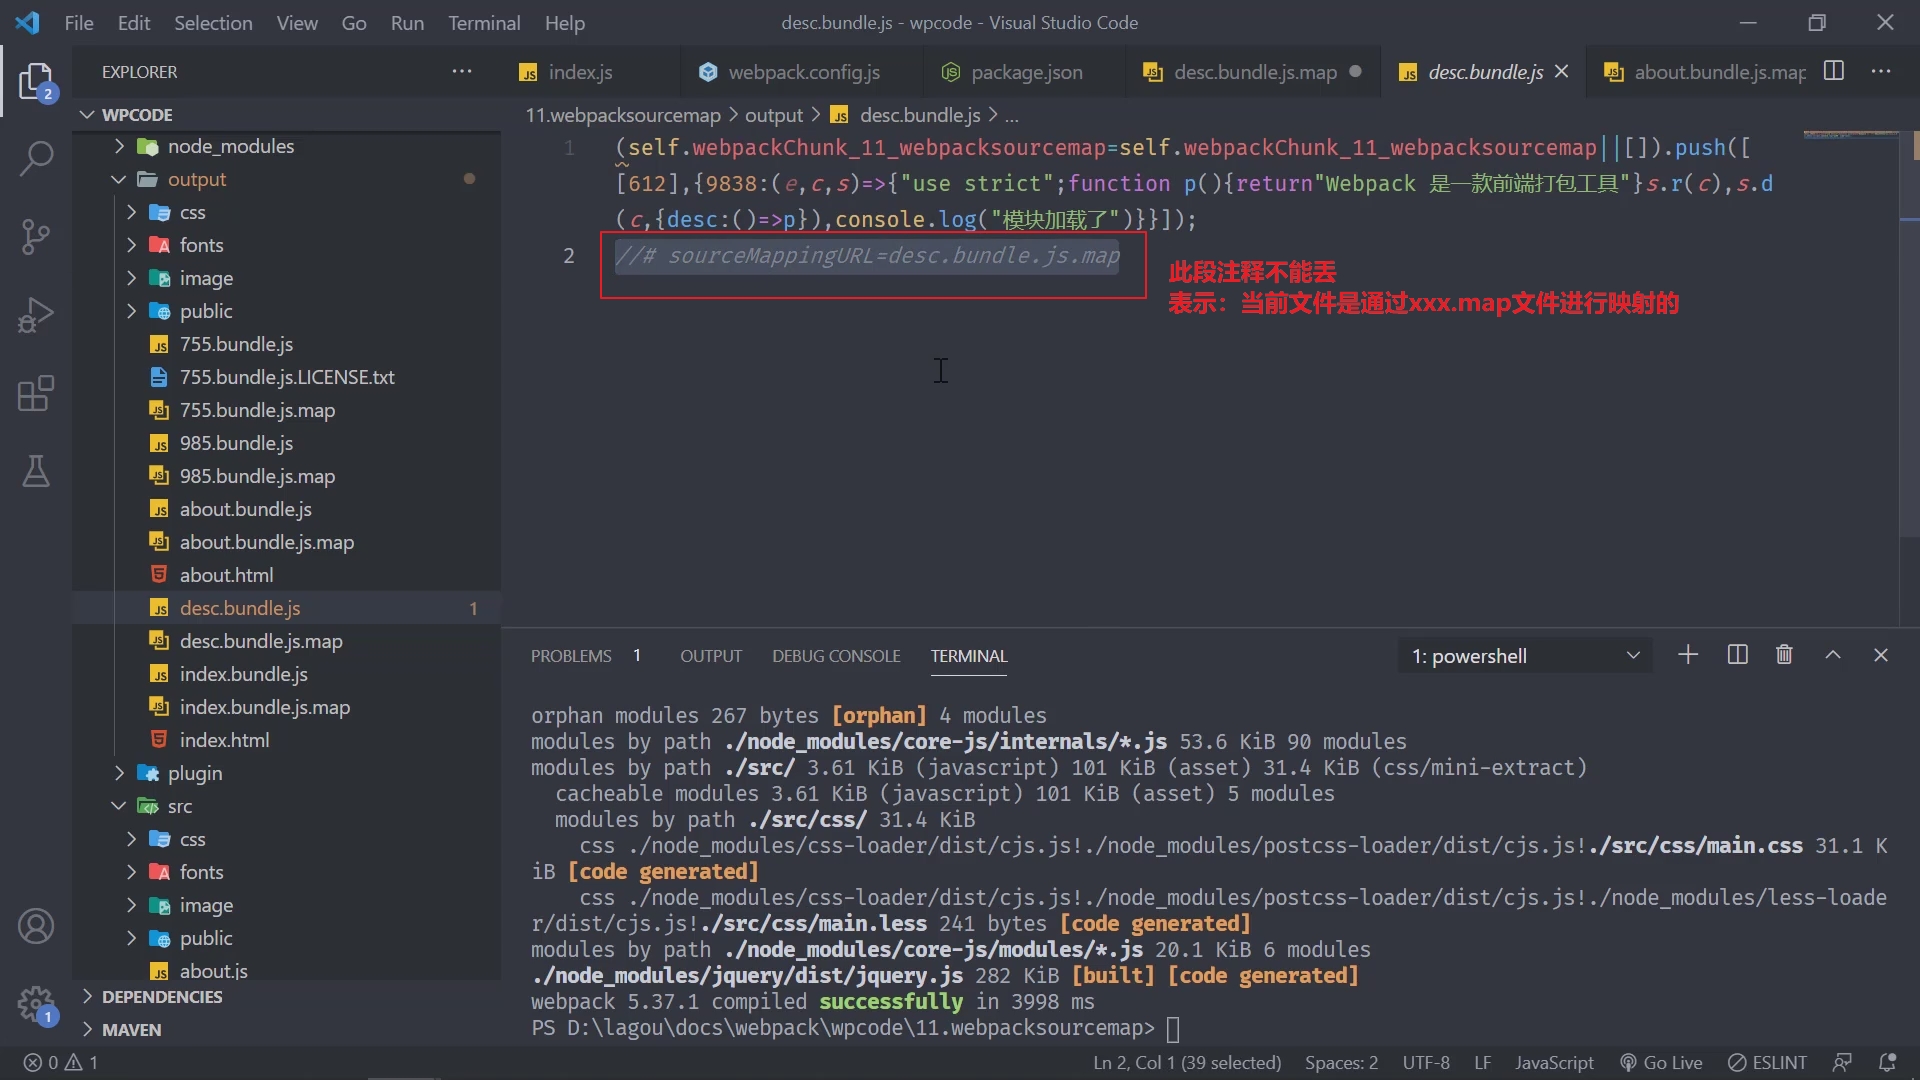 File Edit Selection View Go Run Terminal Help desc.bundle.js - wpcode - Visual Studio Code
EXPLORER ···
index.js webpack.config.js package.json desc.bundle.js.map desc.bundle.js about.bundle.js.map ···
2
WPCODE
node_modules
output
css
fonts
image
public
755.bundle.js
755.bundle.js.LICENSE.txt
755.bundle.js.map
985.bundle.js
985.bundle.js.map
about.bundle.js
about.bundle.js.map
about.html
desc.bundle.js 1
desc.bundle.js.map
index.bundle.js
index.bundle.js.map
index.html
plugin
src
css
fonts
image
public
about.js
DEPENDENCIES
MAVEN
1
11.webpacksourcemap > output > desc.bundle.js > ...
1 (self.webpackChunk_11_webpacksourcemap=self.webpackChunk_11_webpacksourcemap||[]).push([
[612],{9838:(e,c,s)=>{"use strict";function p(){return"Webpack 是一款前端打包工具"}s.r(c),s.d
(c,{desc:()=>p}),console.log("模块加载了")}}]);
2 //# sourceMappingURL=desc.bundle.js.map
此段注释不能丢
表示：当前文件是通过xxx.map文件进行映射的
PROBLEMS 1 OUTPUT DEBUG CONSOLE TERMINAL 1: powershell
orphan modules 267 bytes [orphan] 4 modules
modules by path ./node_modules/core-js/internals/*.js 53.6 KiB 90 modules
modules by path ./src/ 3.61 KiB (javascript) 101 KiB (asset) 31.4 KiB (css/mini-extract)
cacheable modules 3.61 KiB (javascript) 101 KiB (asset) 5 modules
modules by path ./src/css/ 31.4 KiB
css ./node_modules/css-loader/dist/cjs.js!./node_modules/postcss-loader/dist/cjs.js!./src/css/main.css 31.1 K
iB [code generated]
css ./node_modules/css-loader/dist/cjs.js!./node_modules/postcss-loader/dist/cjs.js!./node_modules/less-loade
r/dist/cjs.js!./src/css/main.less 241 bytes [code generated]
modules by path ./node_modules/core-js/modules/*.js 20.1 KiB 6 modules
./node_modules/jquery/dist/jquery.js 282 KiB [built] [code generated]
webpack 5.37.1 compiled successfully in 3998 ms
PS D:\lagou\docs\webpack\wpcode\11.webpacksourcemap>
0 1 Ln 2, Col 1 (39 selected) Spaces: 2 UTF-8 LF JavaScript Go Live ESLINT